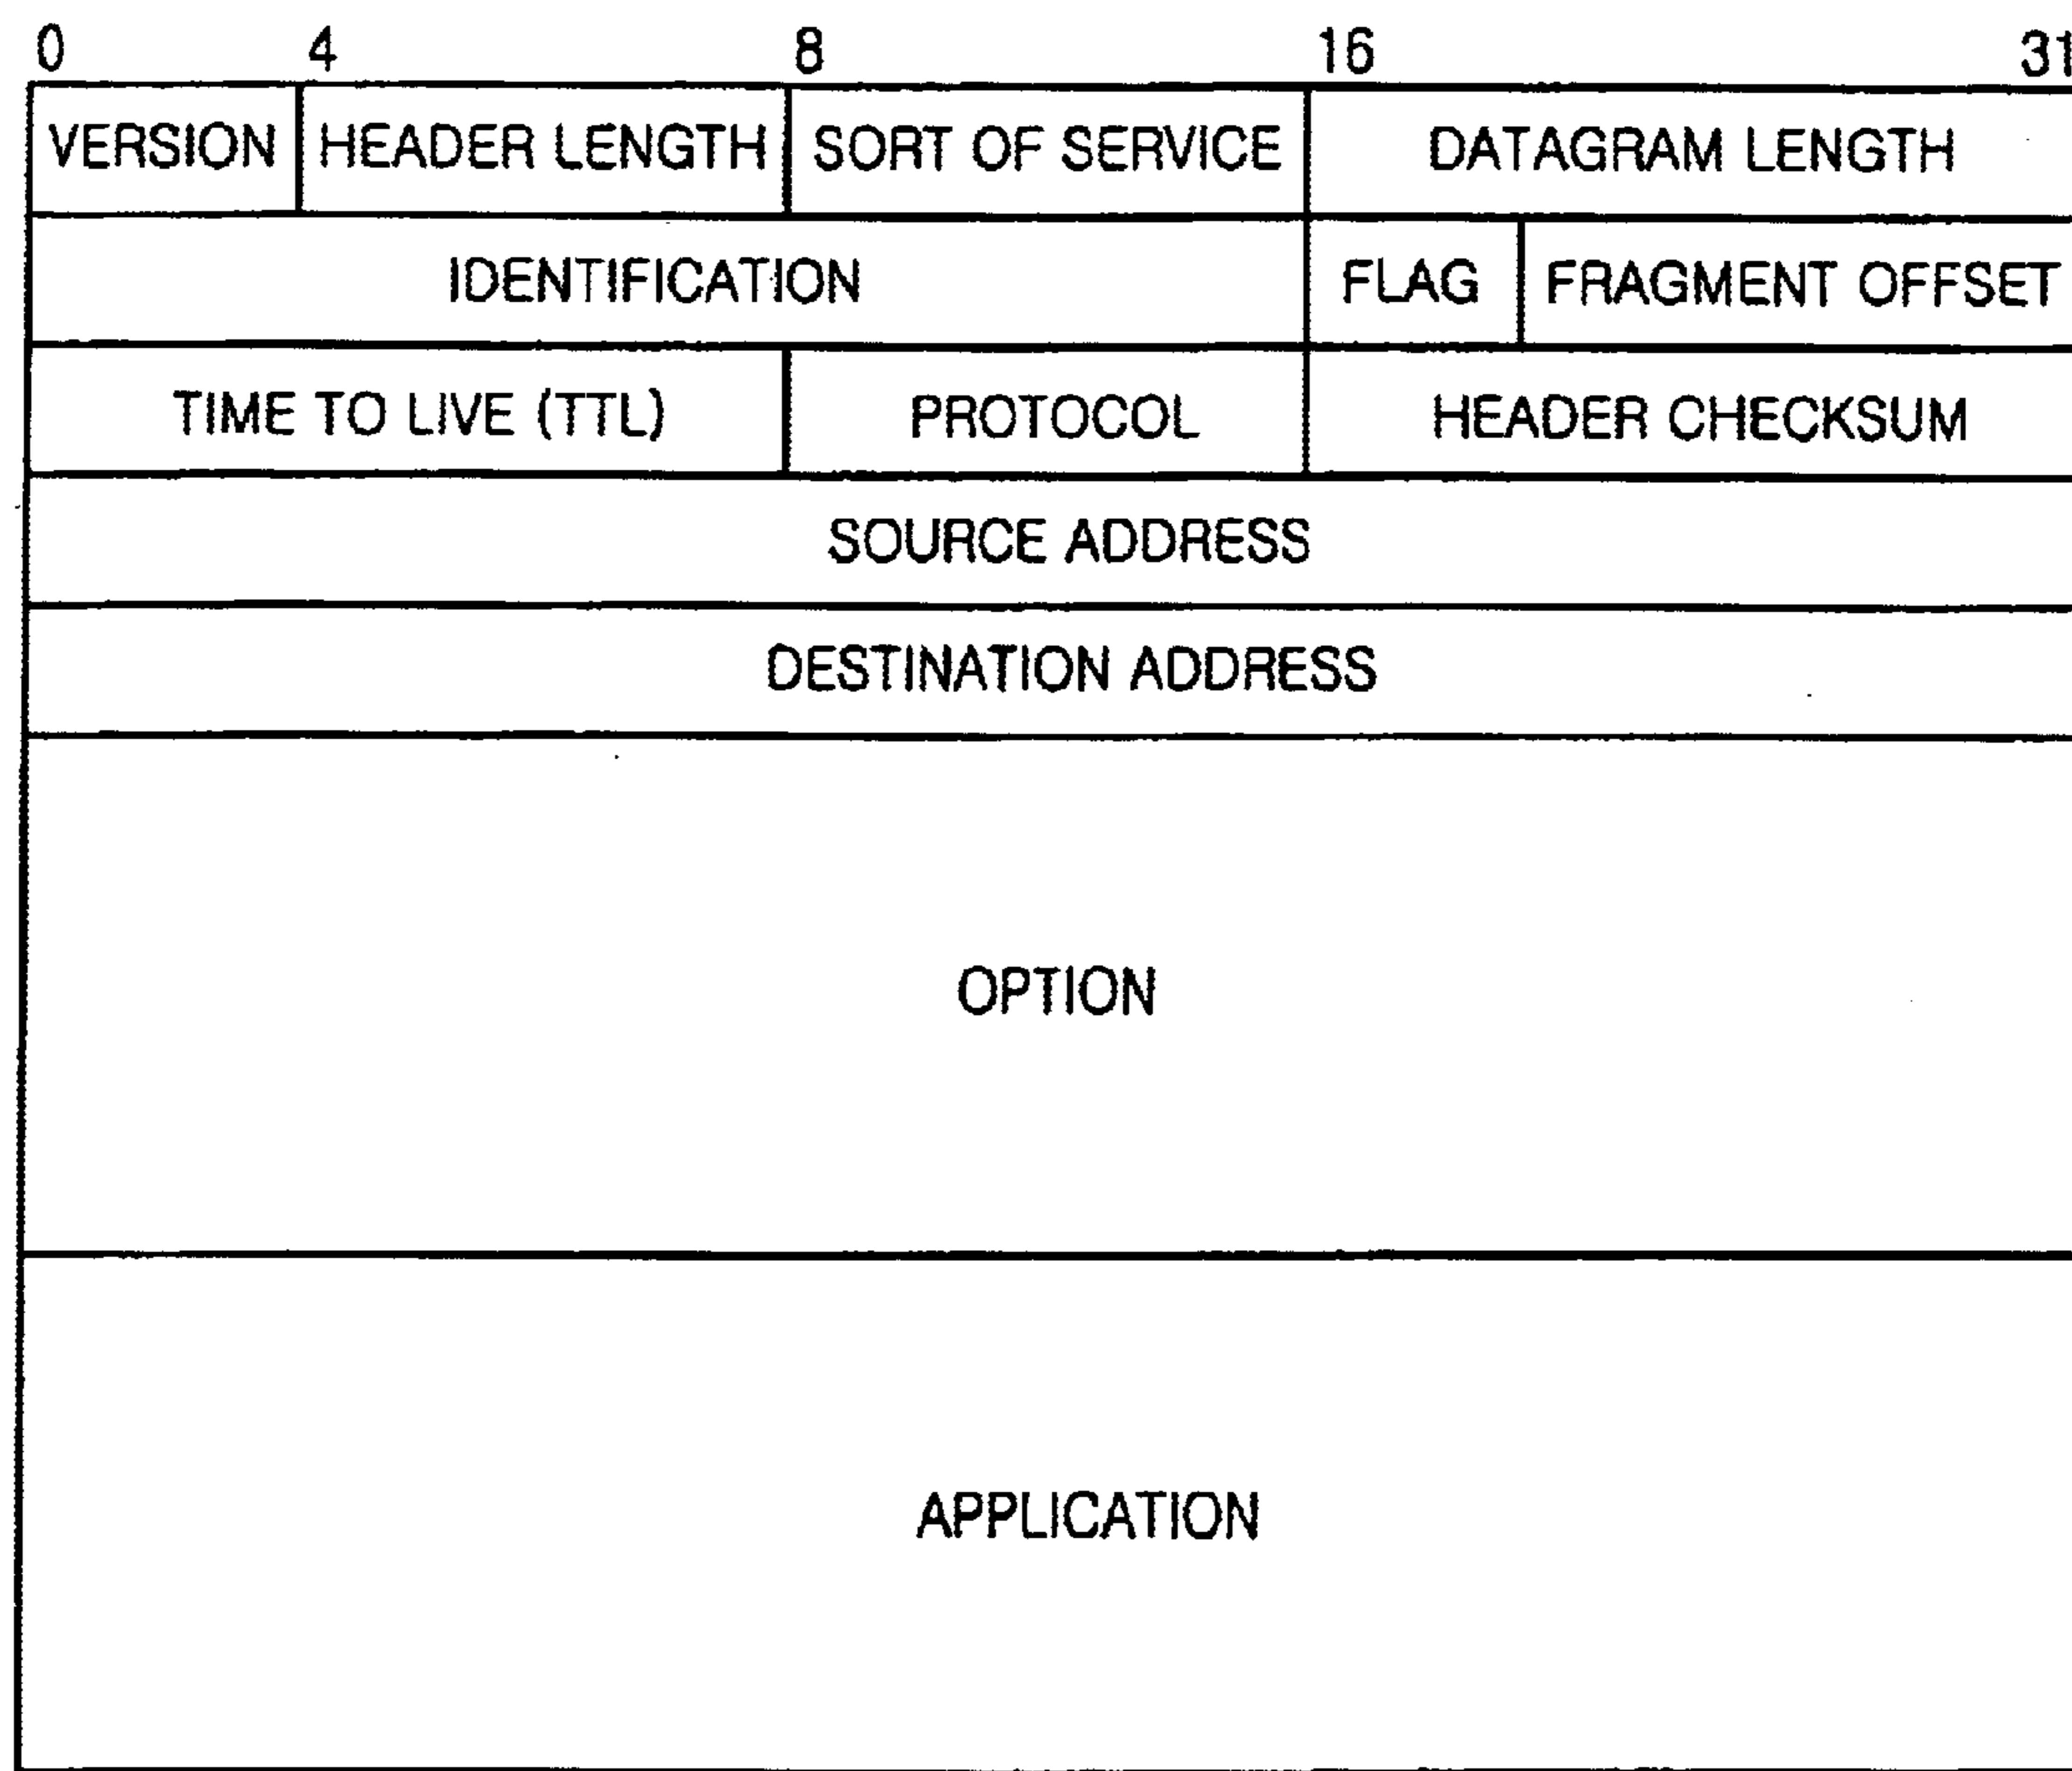 0 4 8 16 31
VERSION HEADER LENGTH SORT OF SERVICE DATAGRAM LENGTH
IDENTIFICATION FLAG FRAGMENT OFFSET
TIME TO LIVE (TTL) PROTOCOL HEADER CHECKSUM
SOURCE ADDRESS
DESTINATION ADDRESS
OPTION
APPLICATION